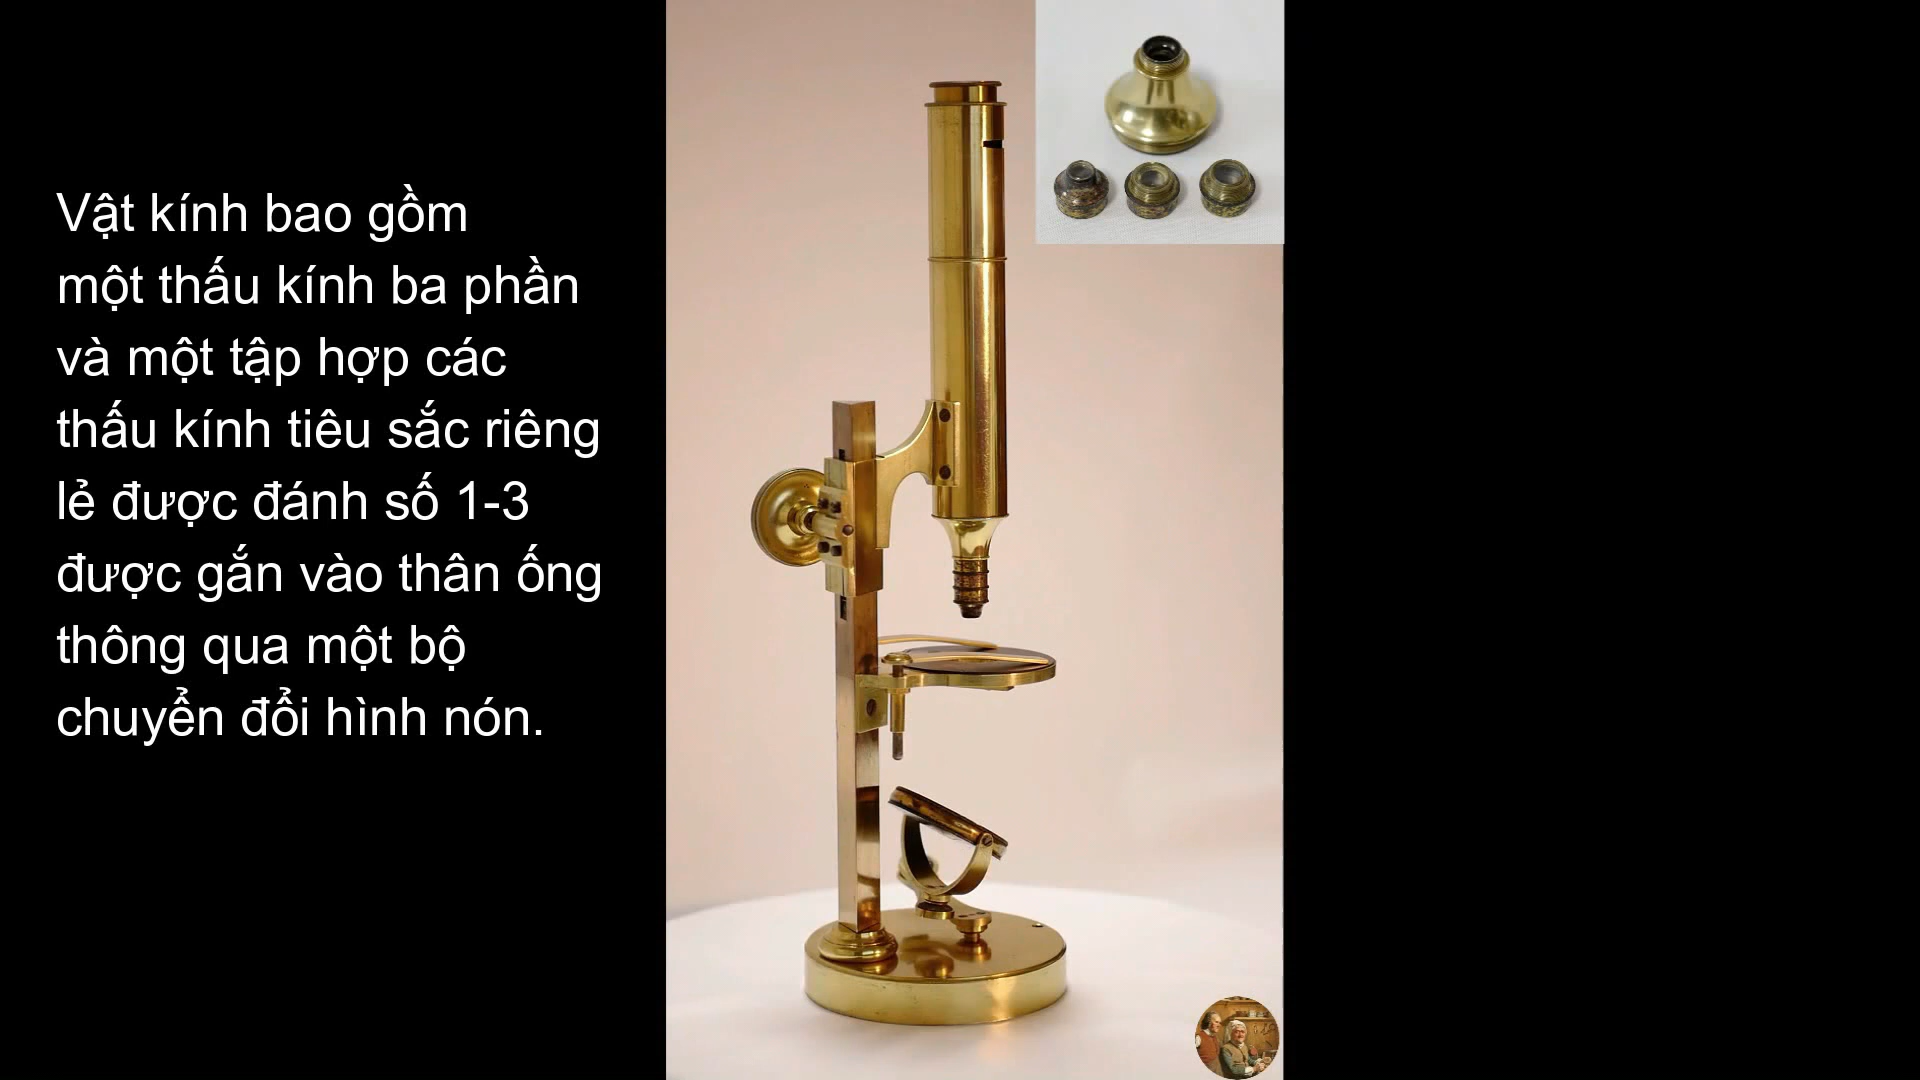 Vật kính bao gồm
một thấu kính ba phần
và một tập hợp các
thấu kính tiêu sắc riêng
lẻ được đánh số 1-3
được gắn vào thân ống
thông qua một bộ
chuyển đổi hình nón.